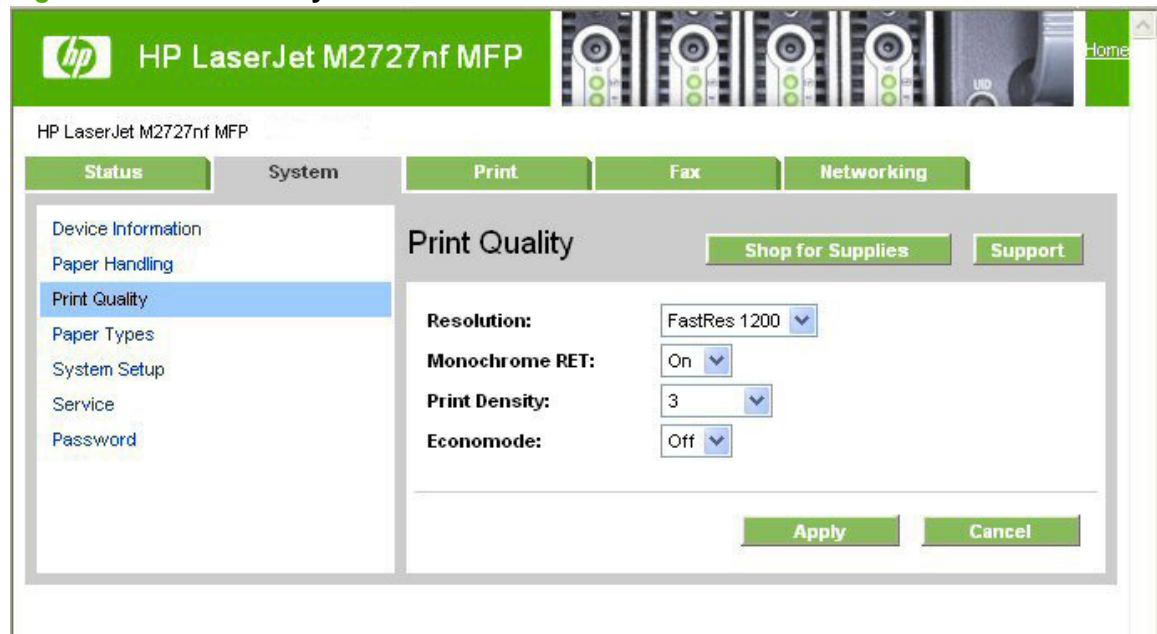 hp HP LaserJet M2727nf MFP
UID
Home
HP LaserJet M2727nf MFP
Status System Print Fax Networking
Device Information
Paper Handling
Print Quality
Paper Types
System Setup
Service
Password
Print Quality
Shop for Supplies Support
Resolution: FastRes 1200
Monochrome RET: On
Print Density: 3
Economode: Off
Apply Cancel